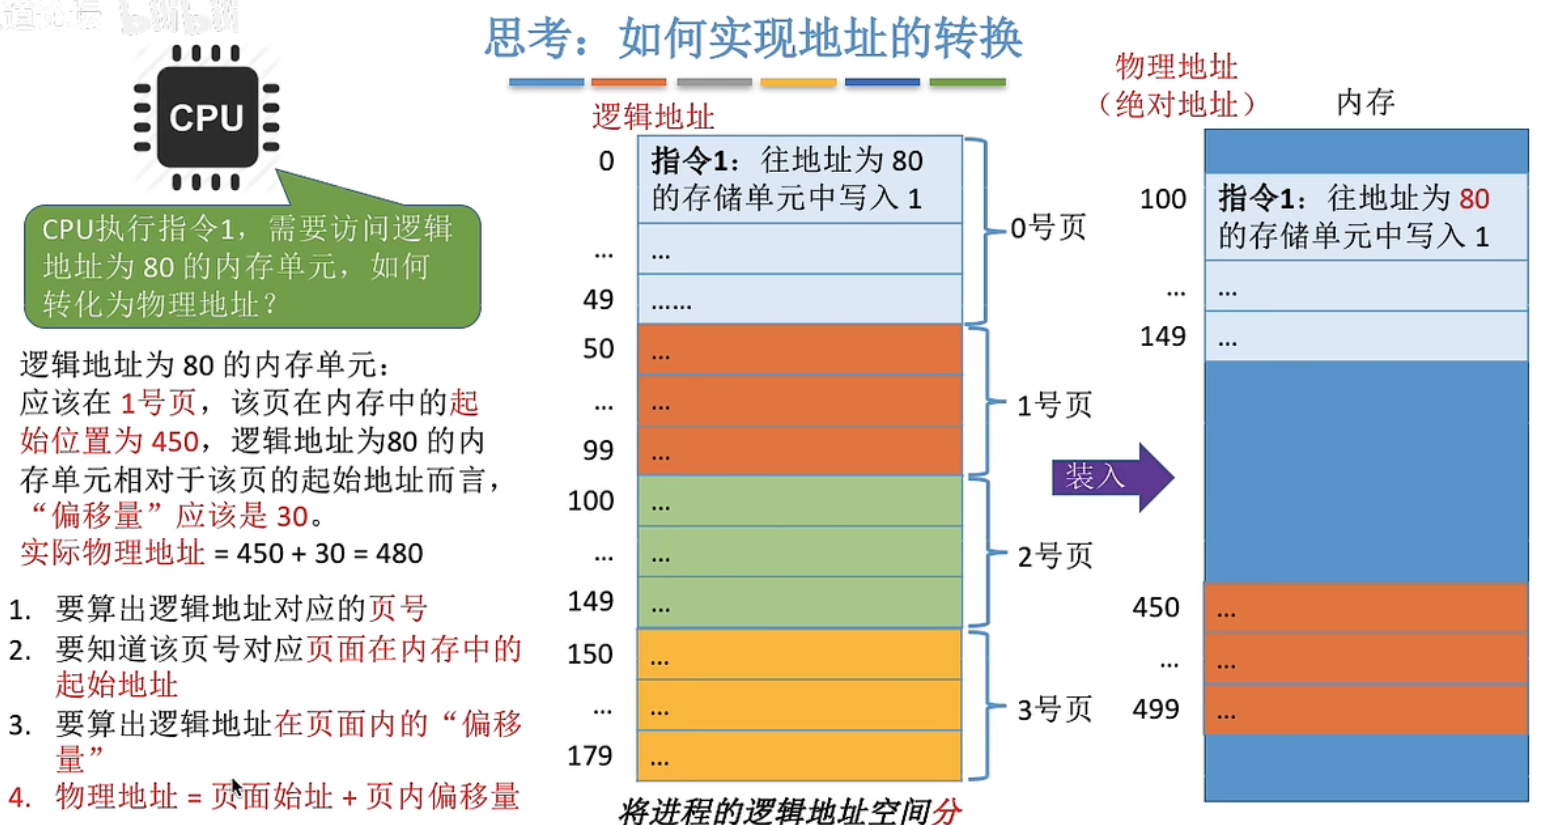 bilibili
思考：如何实现地址的转换
CPU
CPU执行指令1，需要访问逻辑
地址为 80 的内存单元，如何
转化为物理地址？
逻辑地址为 80 的内存单元：
应该在 1号页，该页在内存中的起
始位置为 450，逻辑地址为80 的内
存单元相对于该页的起始地址而言，
“偏移量”应该是 30。
实际物理地址 = 450 + 30 = 480
1. 要算出逻辑地址对应的页号
2. 要知道该页号对应页面在内存中的
起始地址
3. 要算出逻辑地址在页面内的“偏移
量”
4. 物理地址 = 页面始址 + 页内偏移量
逻辑地址
0
指令1：往地址为 80
的存储单元中写入 1
... ...
49 ......
0号页
50 ...
... ...
99 ...
1号页
100 ...
... ...
149 ...
2号页
150 ...
... ...
179 ...
3号页
将进程的逻辑地址空间分
装入
物理地址
（绝对地址）
内存
100
指令1：往地址为 80
的存储单元中写入 1
... ...
149 ...
450 ...
... ...
499 ...